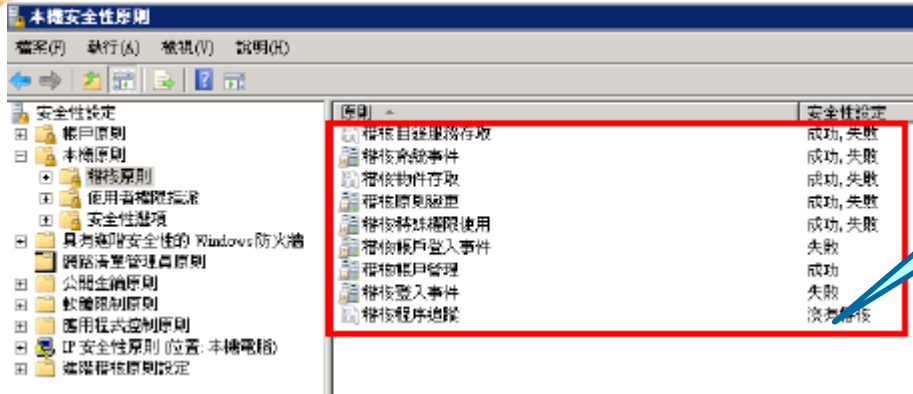 本機安全性原則
檔案(F) 執行(A) 檢視(V) 說明(H)
安全性設定
帳戶原則
本機原則
稽核原則
使用者權限指派
安全性選項
具有進階安全性的 Windows 防火牆
網路清單管理員原則
公開金鑰原則
軟體限制原則
應用程式控制原則
IP 安全性原則 (位置: 本機電腦)
進階稽核原則設定
原則 安全性設定
稽核目錄服務存取 成功, 失敗
稽核系統事件 成功, 失敗
稽核物件存取 成功, 失敗
稽核原則變更 成功, 失敗
稽核特殊權限使用 成功, 失敗
稽核帳戶登入事件 失敗
稽核帳戶管理 成功
稽核登入事件 失敗
稽核程序追蹤 沒有稽核